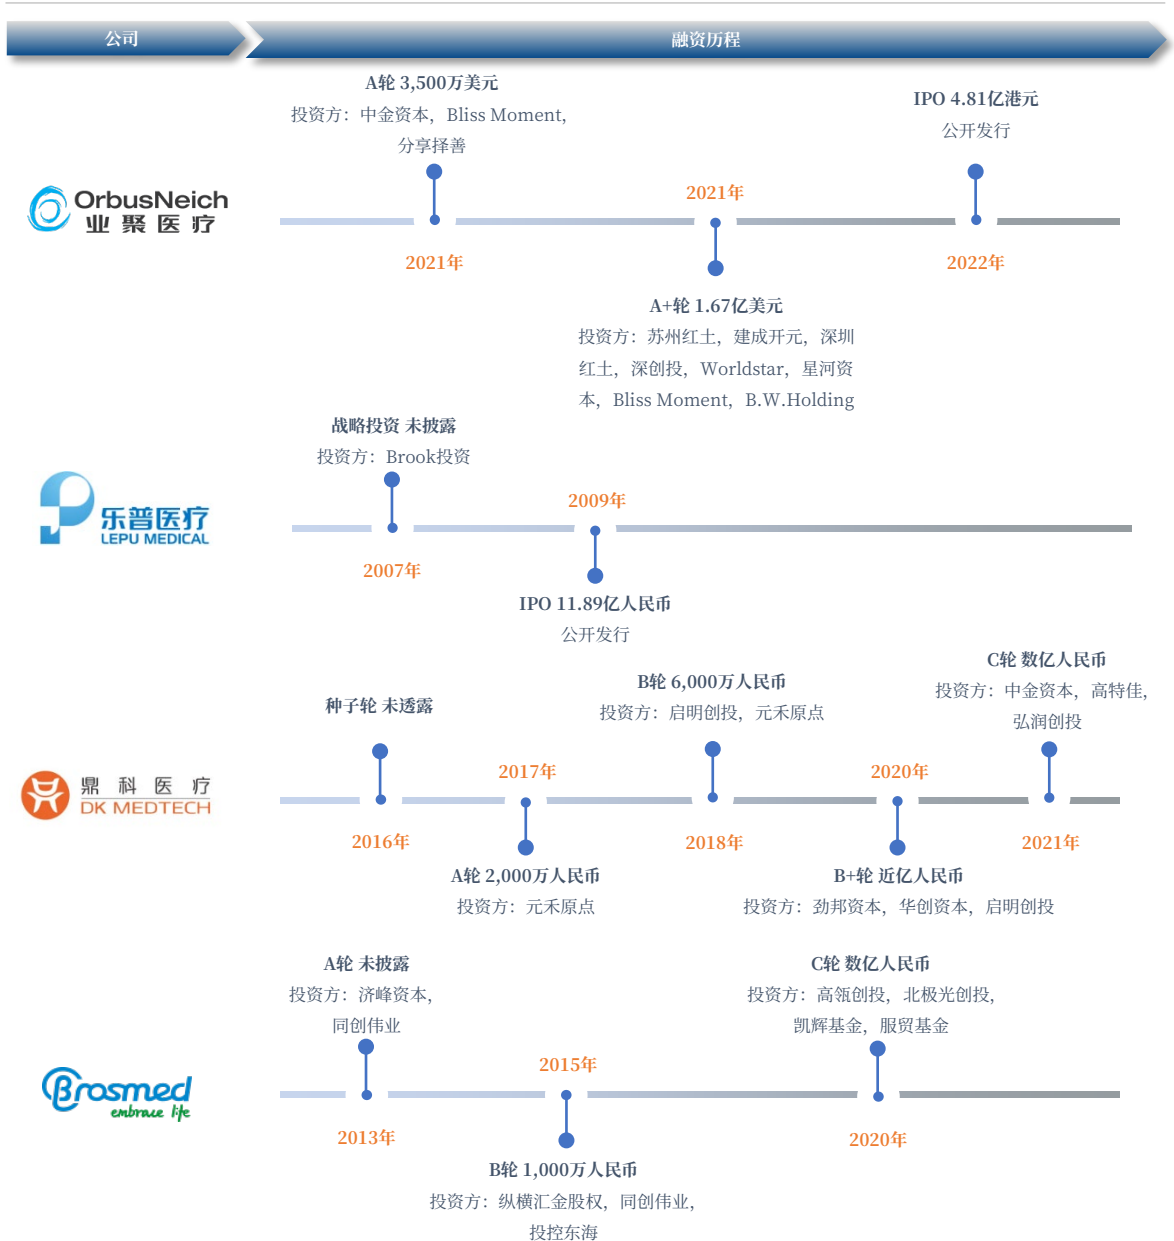 公司
融资历程
A轮 3,500万美元
投资方：中金资本，Bliss Moment，
分享择善
IPO 4.81亿港元
公开发行
OrbusNeich
业聚医疗
2021年
2021年
2022年
A+轮 1.67亿美元
投资方：苏州红土，建成开元，深圳
红土，深创投，Worldstar，星河资
本，Bliss Moment，B.W.Holding
战略投资 未披露
投资方：Brook投资
乐普医疗
LEPU MEDICAL
2009年
2007年
IPO 11.89亿人民币
公开发行
种子轮 未透露
B轮 6,000万人民币
投资方：启明创投，元禾原点
C轮 数亿人民币
投资方：中金资本，高特佳，
弘润创投
鼎科医疗
DK MEDTECH
2017年
2020年
2016年
2018年
2021年
A轮 2,000万人民币
投资方：元禾原点
B+轮 近亿人民币
投资方：劲邦资本，华创资本，启明创投
A轮 未披露
投资方：济峰资本，
同创伟业
C轮 数亿人民币
投资方：高瓴创投，北极光创投，
凯辉基金，服贸基金
Brosmed
embrace life
2015年
2013年
2020年
B轮 1,000万人民币
投资方：纵横汇金股权，同创伟业，
投控东海